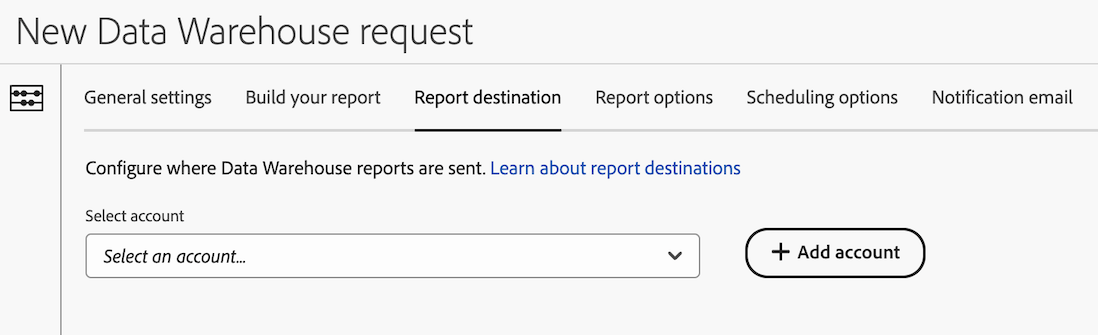 New Data Warehouse request
General settings Build your report Report destination Report options Scheduling options Notification email
Configure where Data Warehouse reports are sent. Learn about report destinations
Select account
Select an account... + Add account